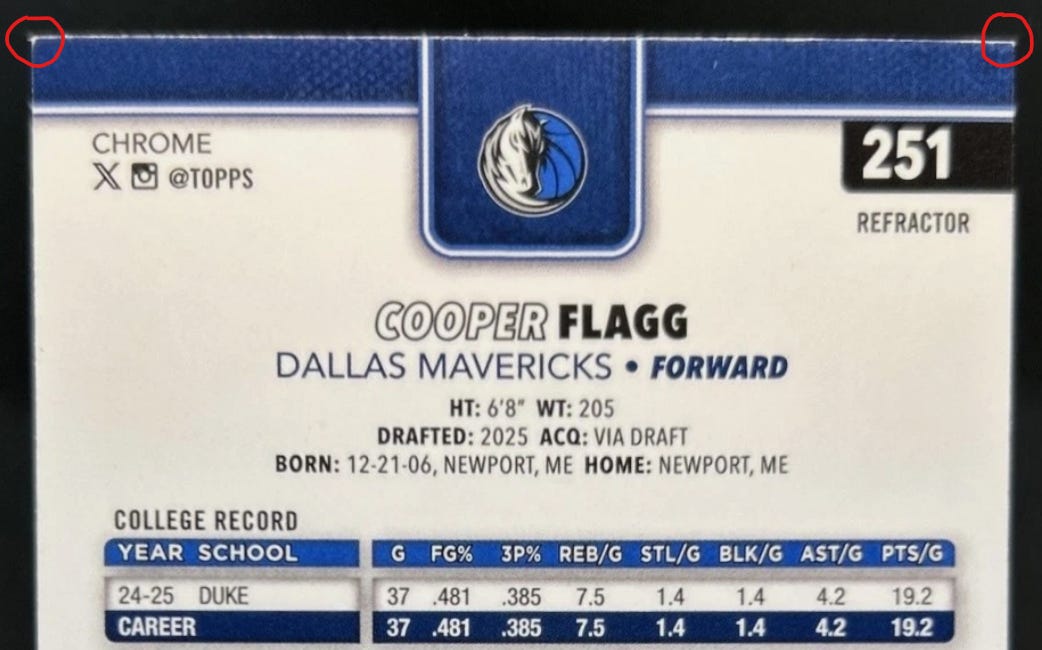 CHROME
251
@TOPPS
REFRACTOR
COOPER FLAGG
DALLAS MAVERICKS • FORWARD
HT: 6'8" WT: 205
DRAFTED: 2025 ACQ: VIA DRAFT
BORN: 12-21-06, NEWPORT, ME HOME: NEWPORT, ME
COLLEGE RECORD
YEAR SCHOOL G FG% 3P% REB/G STL/G BLK/G AST/G PTS/G
24-25 DUKE 37 .481 .385 7.5 1.4 1.4 4.2 19.2
CAREER 37 .481 .385 7.5 1.4 1.4 4.2 19.2